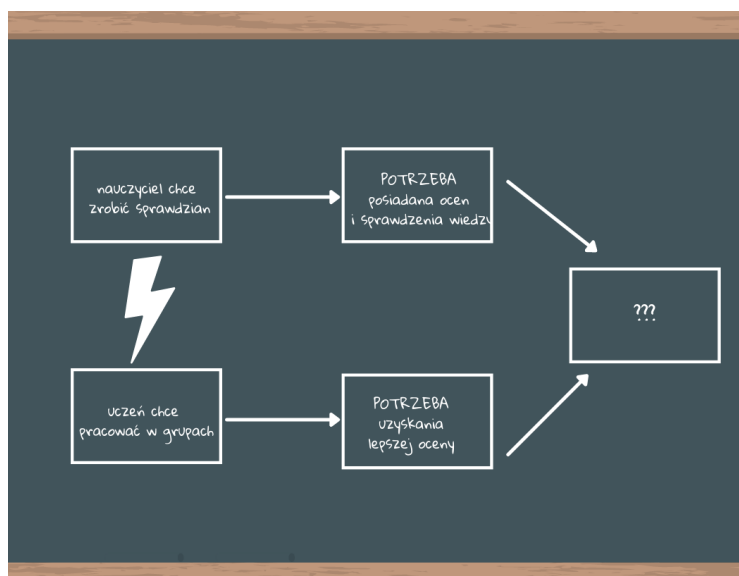 nauczyciel chce
zrobić sprawdzian
POTRZEBA
posiadana ocen
i sprawdzenia wiedzy
???
uczeń chce
pracować w grupach
POTRZEBA
uzyskania
lepszej oceny